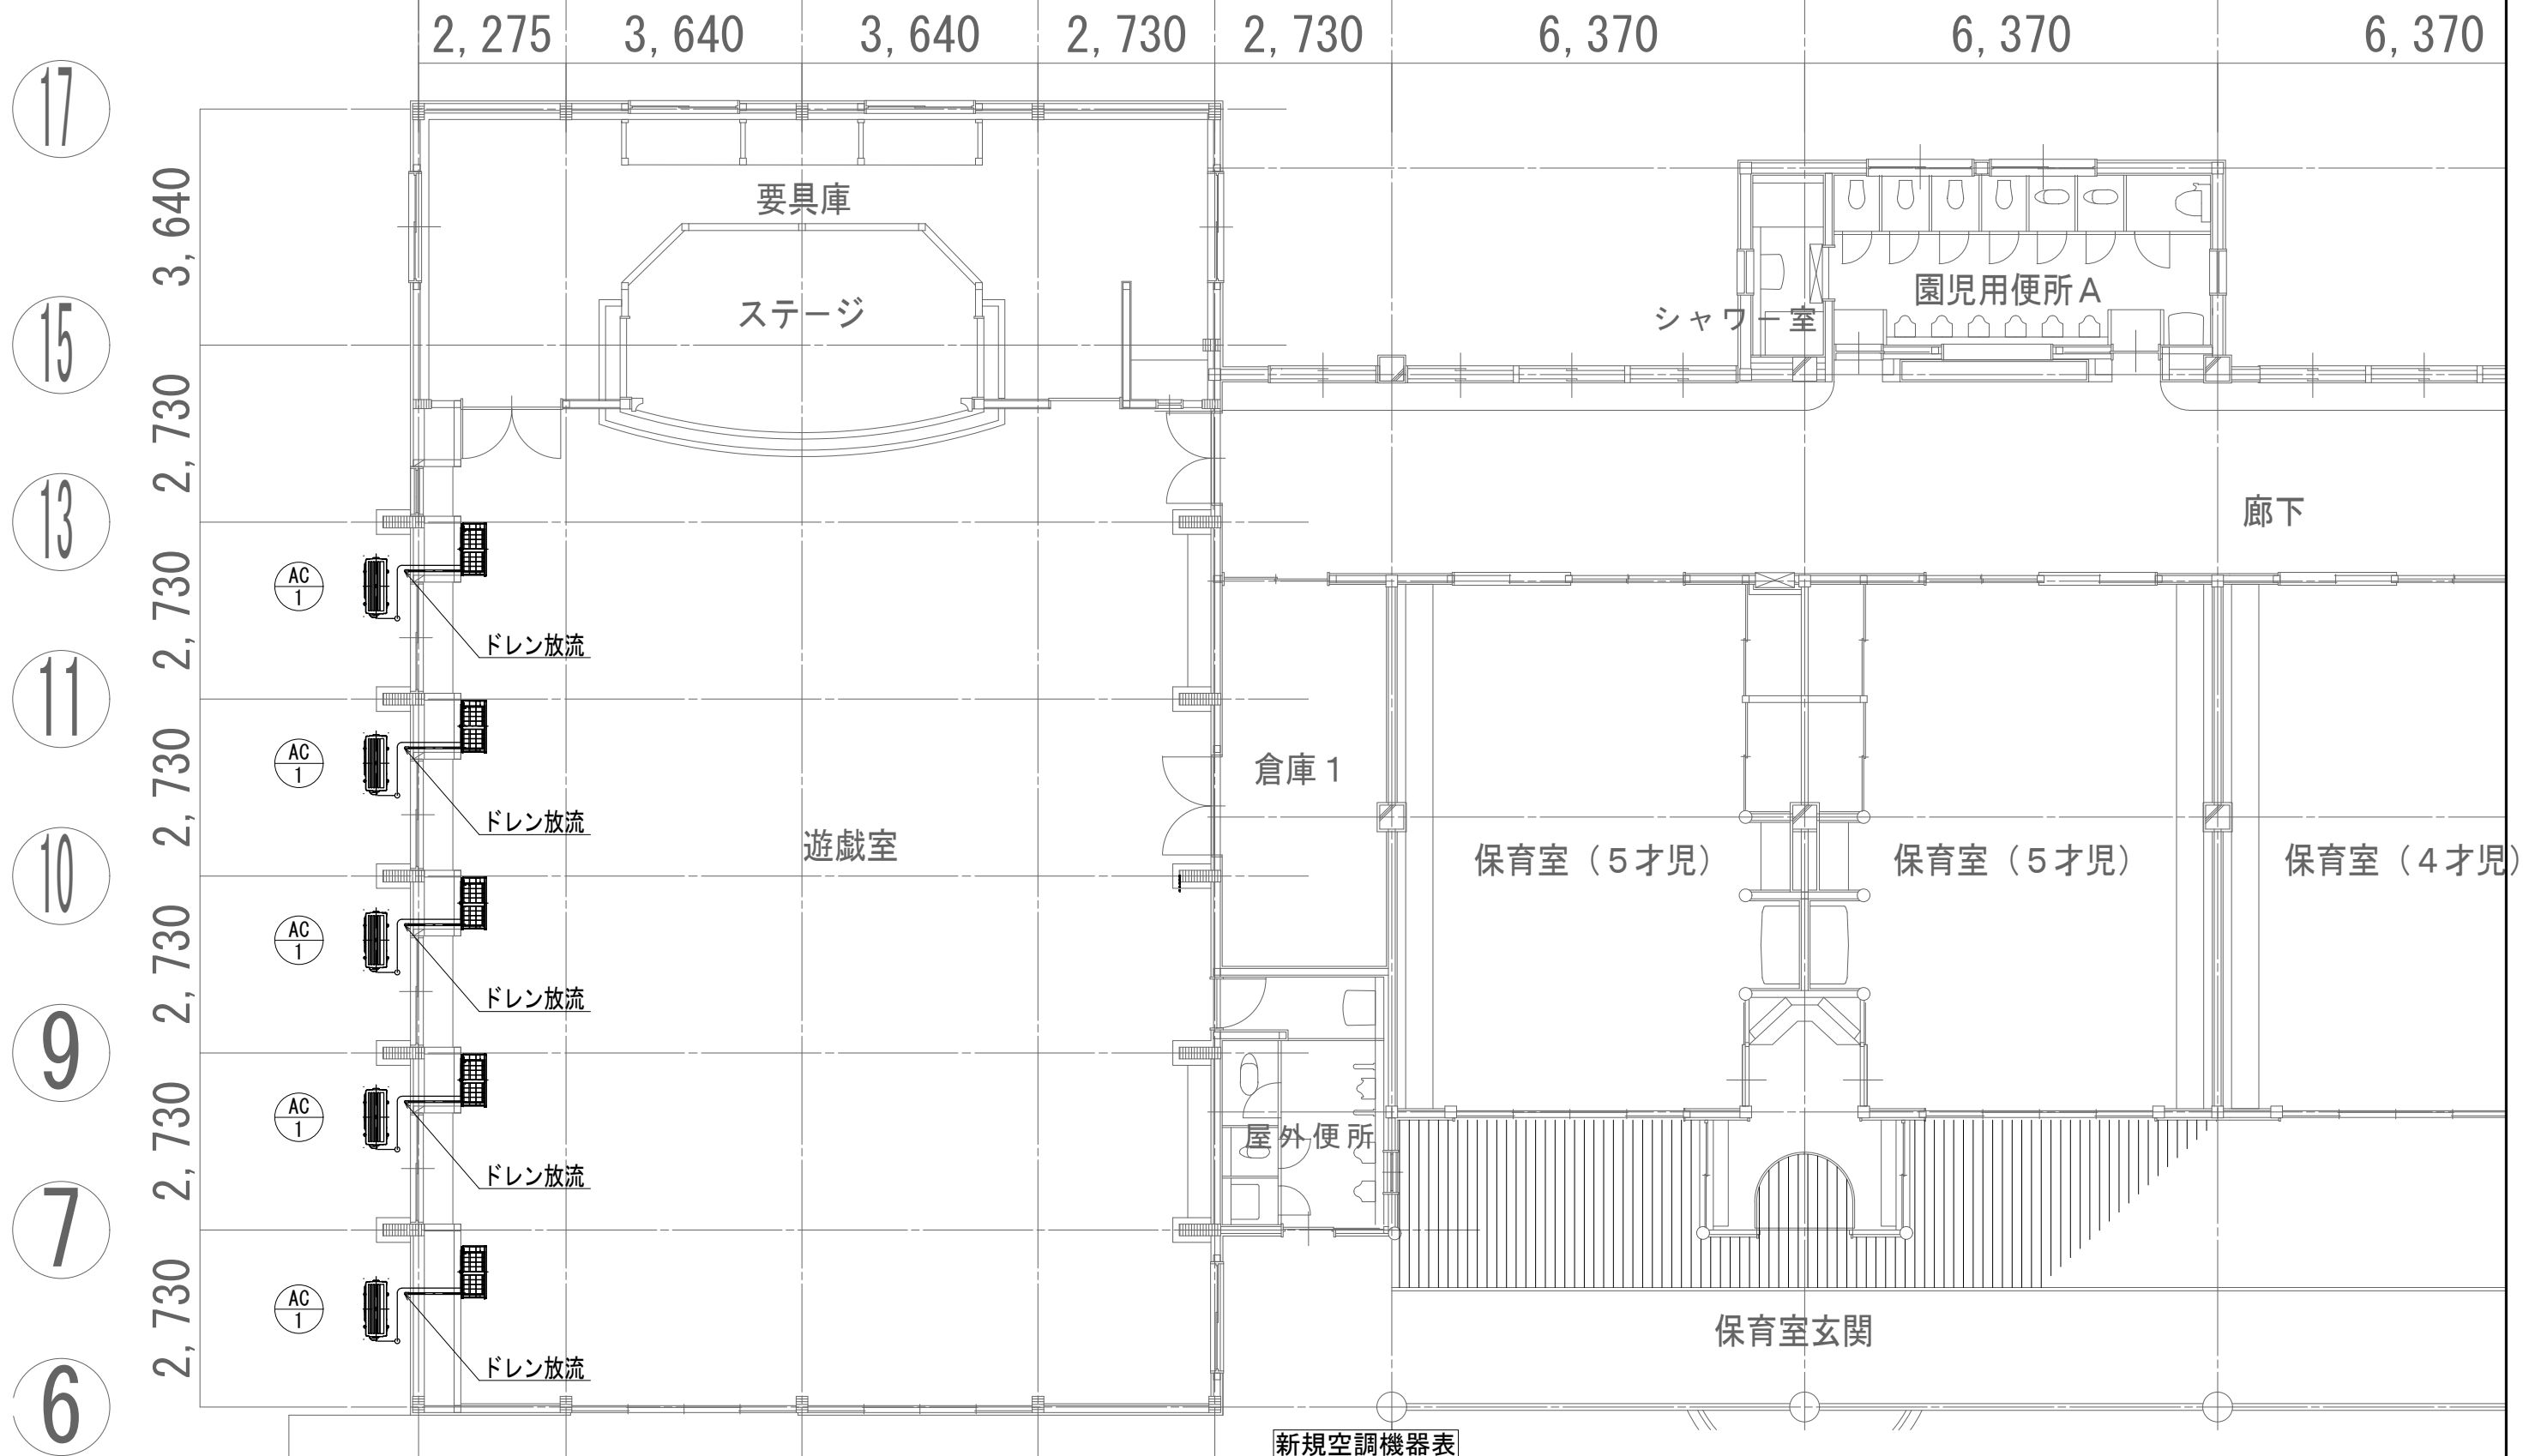 2,275 3,640 3,640 2,730 2,730 6,370 6,370 6,370
17
3,640
要具庫
ステージ
園児用便所A
シャワー室
15
2,730
13
廊下
2,730
AC
1
ドレン放流
11
2,730
AC
1
ドレン放流
倉庫1
遊戯室
保育室(5才児)
保育室(5才児)
保育室(4才児)
10
2,730
AC
1
ドレン放流
9
2,730
AC
1
ドレン放流
屋外便所
7
2,730
AC
1
ドレン放流
保育室玄関
6
新規空調機器表